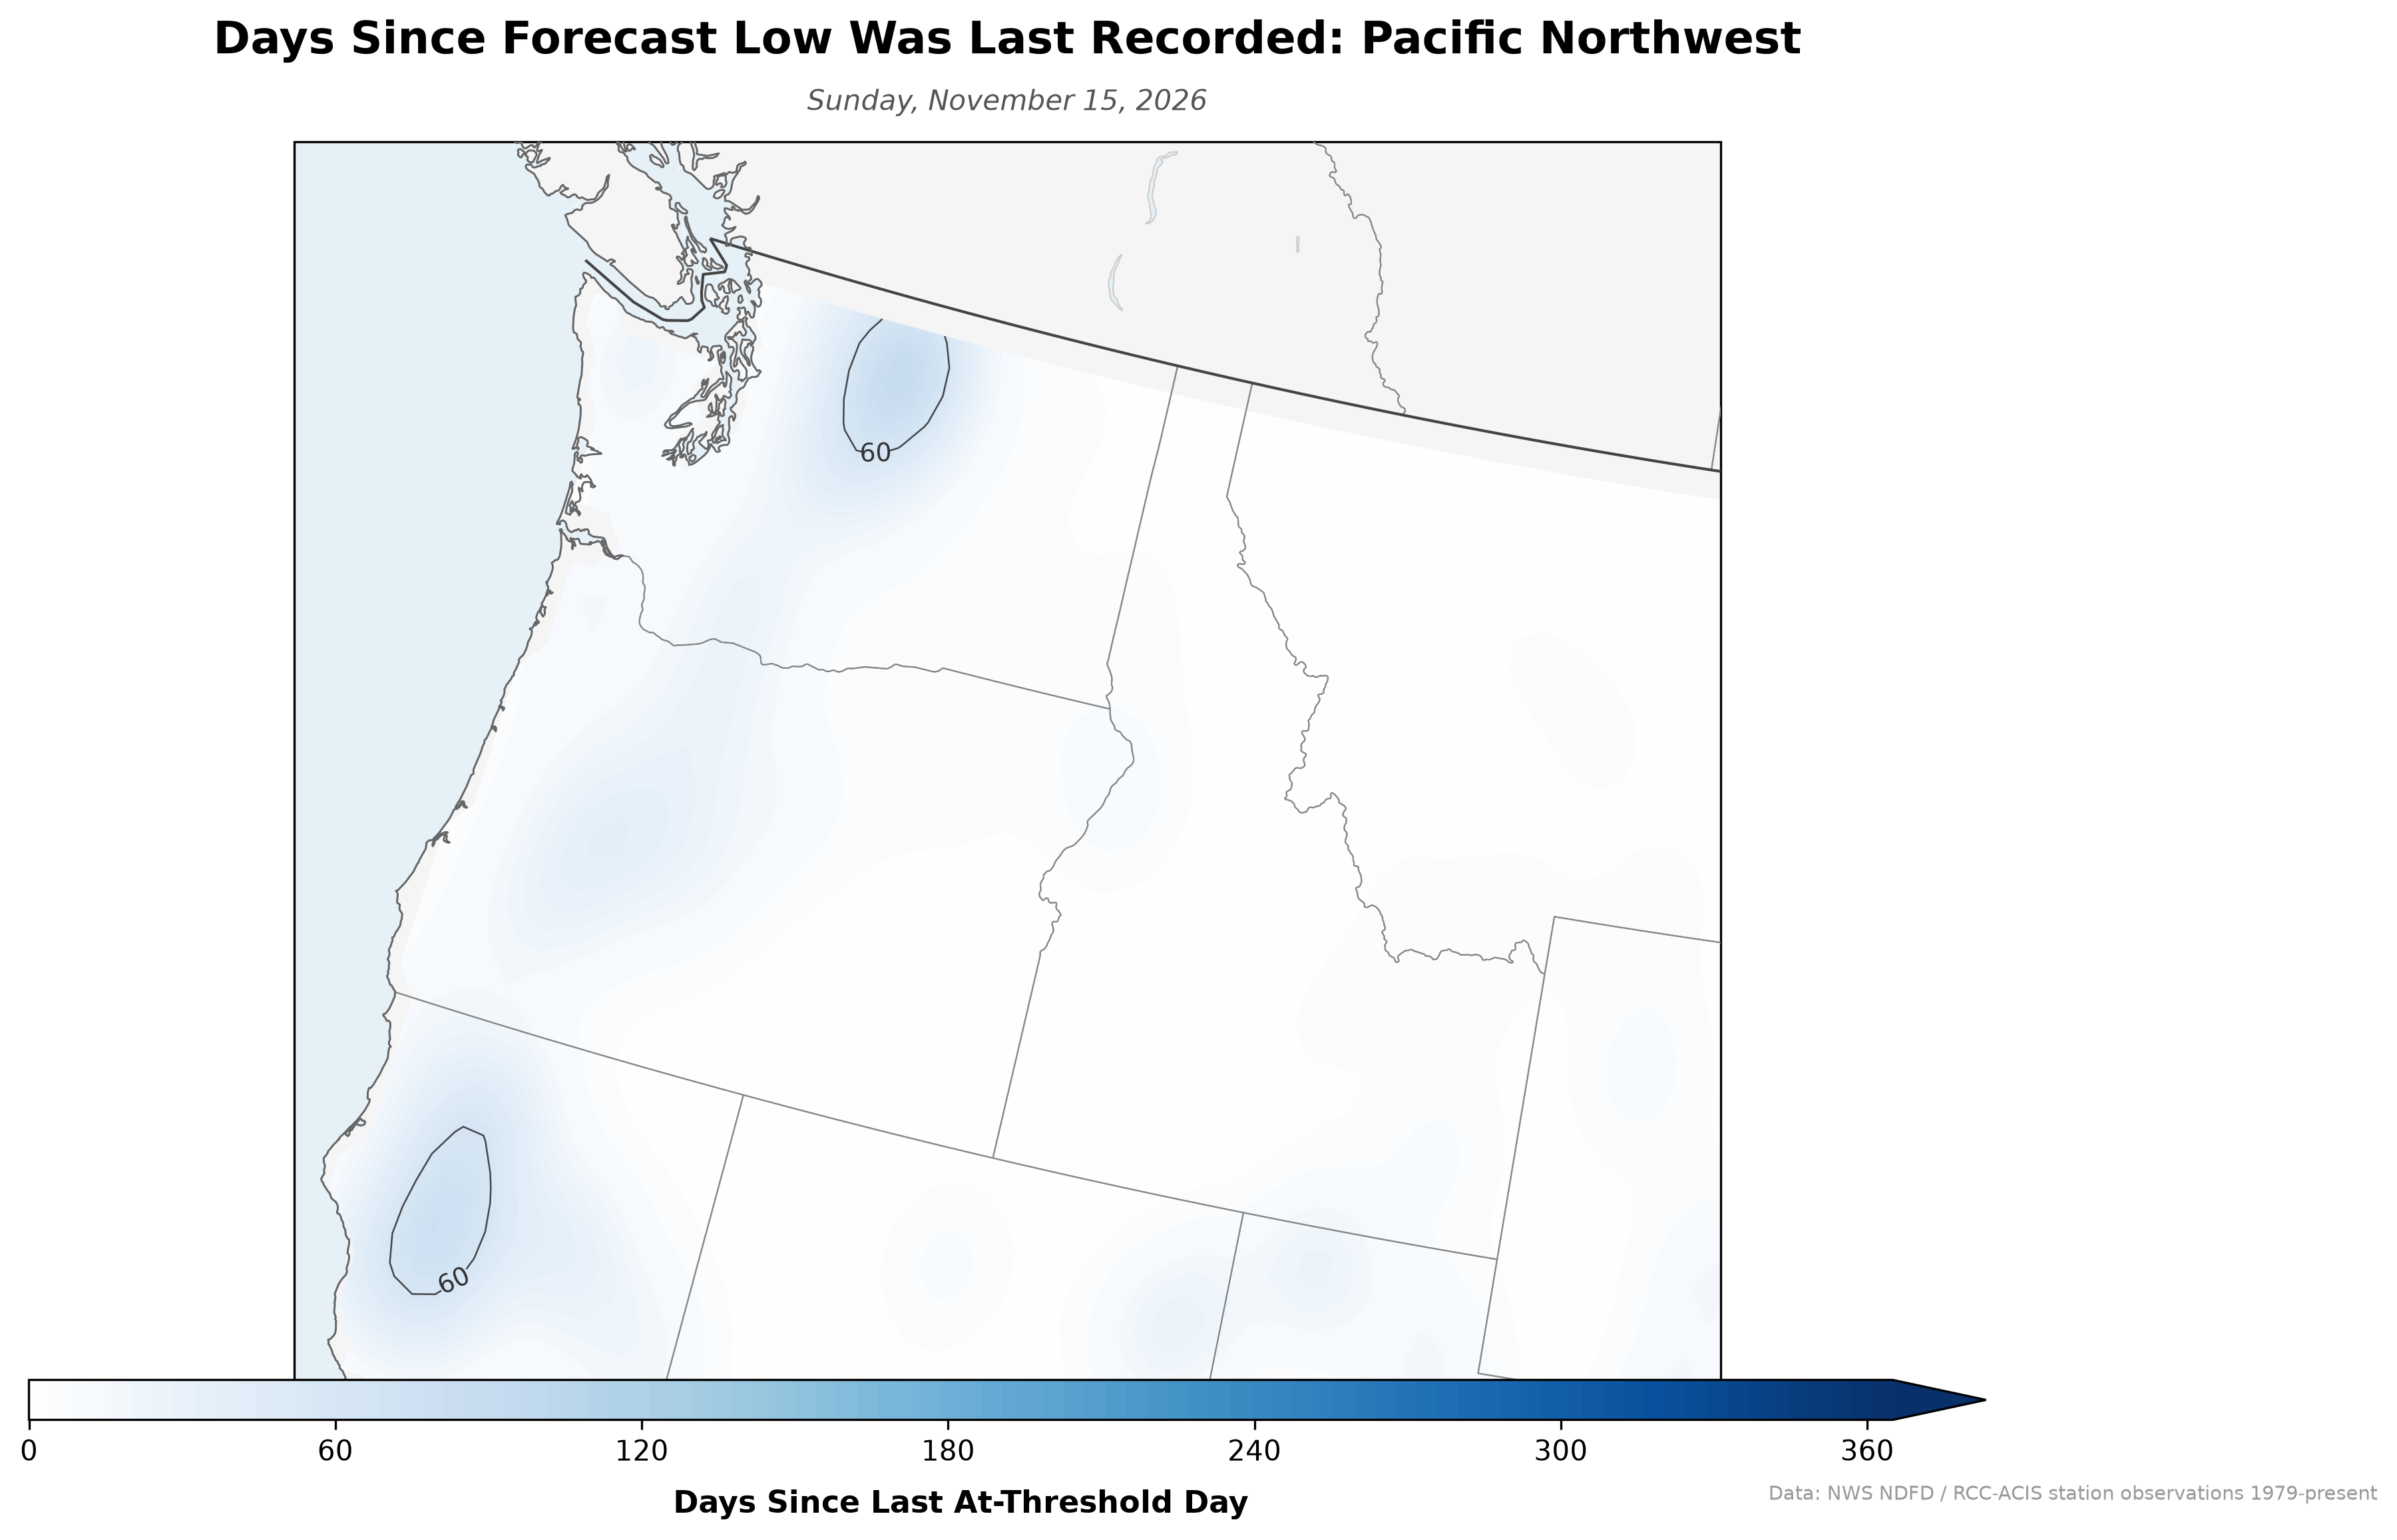 Days Since Forecast Low Was Last Recorded: Pacific Northwest
Sunday, November 15, 2026
60
60
0 60 120 180 240 300 360
Days Since Last At-Threshold Day
Data: NWS NDFD / RCC-ACIS station observations 1979-present